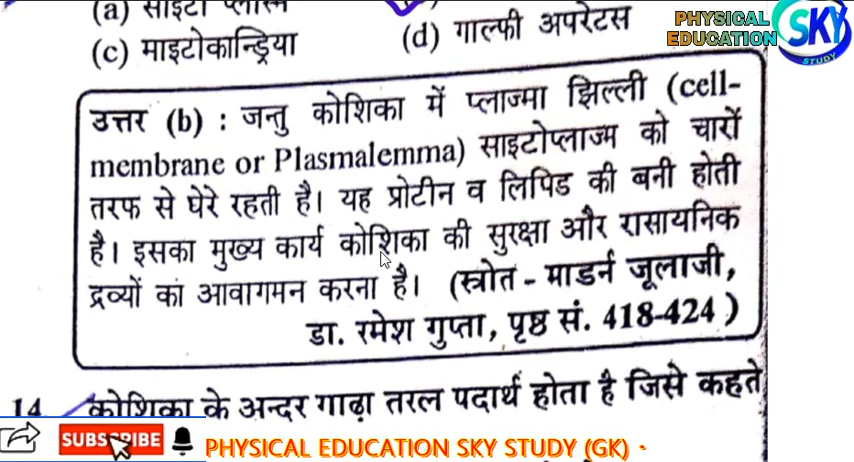 (a) साइटो प्लाज्म
(c) माइटोकान्ड्रिया
(d) गाल्फी अपरेटस
PHYSICAL
EDUCATION
SKY
STUDY
उत्तर (b) : जन्तु कोशिका में प्लाज्मा झिल्ली (cell-
membrane or Plasmalemma) साइटोप्लाज्म को चारों
तरफ से घेरे रहती है। यह प्रोटीन व लिपिड की बनी होती
है। इसका मुख्य कार्य कोशिका की सुरक्षा और रासायनिक
द्रव्यों का आवागमन करना है। (स्त्रोत - माडर्न जूलाजी,
डा. रमेश गुप्ता, पृष्ठ सं. 418-424 )
14. कोशिका के अन्दर गाढ़ा तरल पदार्थ होता है जिसे कहते
SUBSCRIBE
PHYSICAL EDUCATION SKY STUDY (GK) -